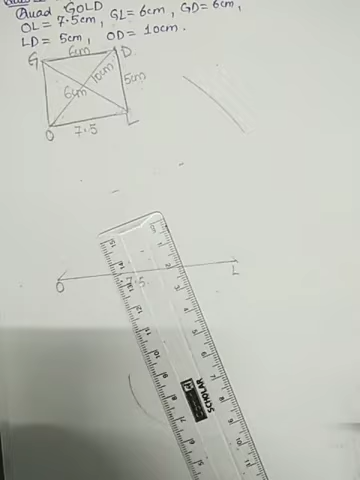 Quad GOLD
OL = 7.5cm, GL = 6cm, GD = 6cm,
LD = 5cm, OD = 10cm.
6cm
G D
10cm
5cm
6cm
O L
7.5
O L
7.5
SCHOLAR